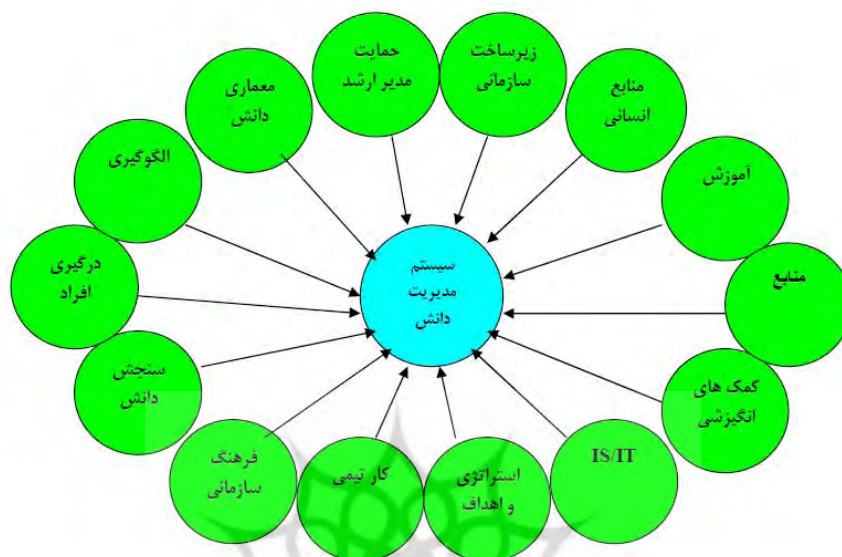 زیرساخت
سازمانی
حمایت
مدیر ارشد
معماری
دانش
منابع
انسانی
الگوگیری
آموزش
درگیری
افراد
سیستم
مدیریت
دانش
منابع
سنجش
دانش
کمک های
انگیزشی
فرهنگ
سازمانی
کار تیمی
استراتژی
و اهداف
IS/IT